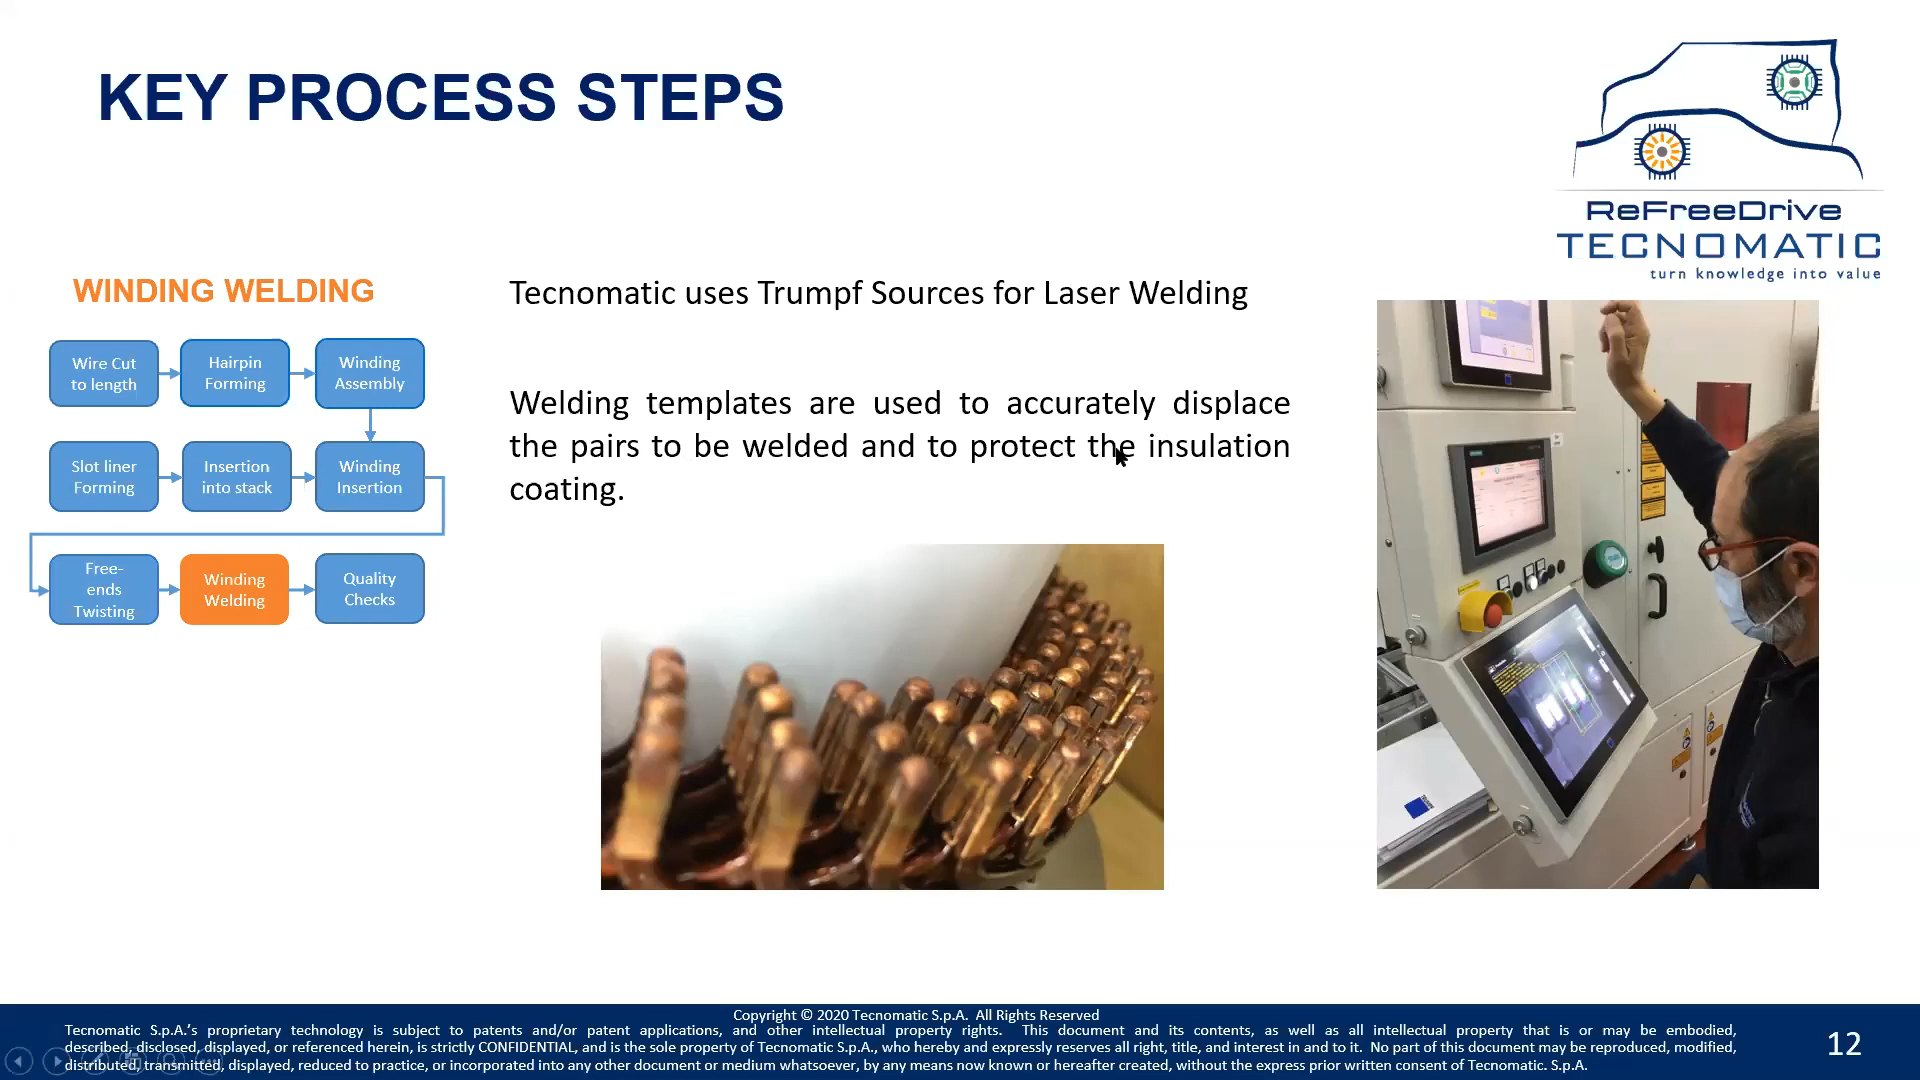 KEY PROCESS STEPS
ReFreeDrive
TECNOMATIC
turn knowledge into value
WINDING WELDING
Wire Cut
to length
Hairpin
Forming
Winding
Assembly
Slot liner
Forming
Insertion
into stack
Winding
Insertion
Free-
ends
Twisting
Winding
Welding
Quality
Checks
Tecnomatic uses Trumpf Sources for Laser Welding
Welding templates are used to accurately displace
the pairs to be welded and to protect the insulation
coating.
Copyright © 2020 Tecnomatic S.p.A. All Rights Reserved
Tecnomatic S.p.A.'s proprietary technology is subject to patents and/or patent applications, and other intellectual property rights. This document and its contents, as well as all intellectual property that is or may be embodied,
described, disclosed, displayed, or referenced herein, is strictly CONFIDENTIAL, and is the sole property of Tecnomatic S.p.A., who hereby and expressly reserves all right, title, and interest in and to it. No part of this document may be reproduced, modified,
distributed, transmitted, displayed, reduced to practice, or incorporated into any other document or medium whatsoever, by any means now known or hereafter created, without the express prior written consent of Tecnomatic. S.p.A.
12